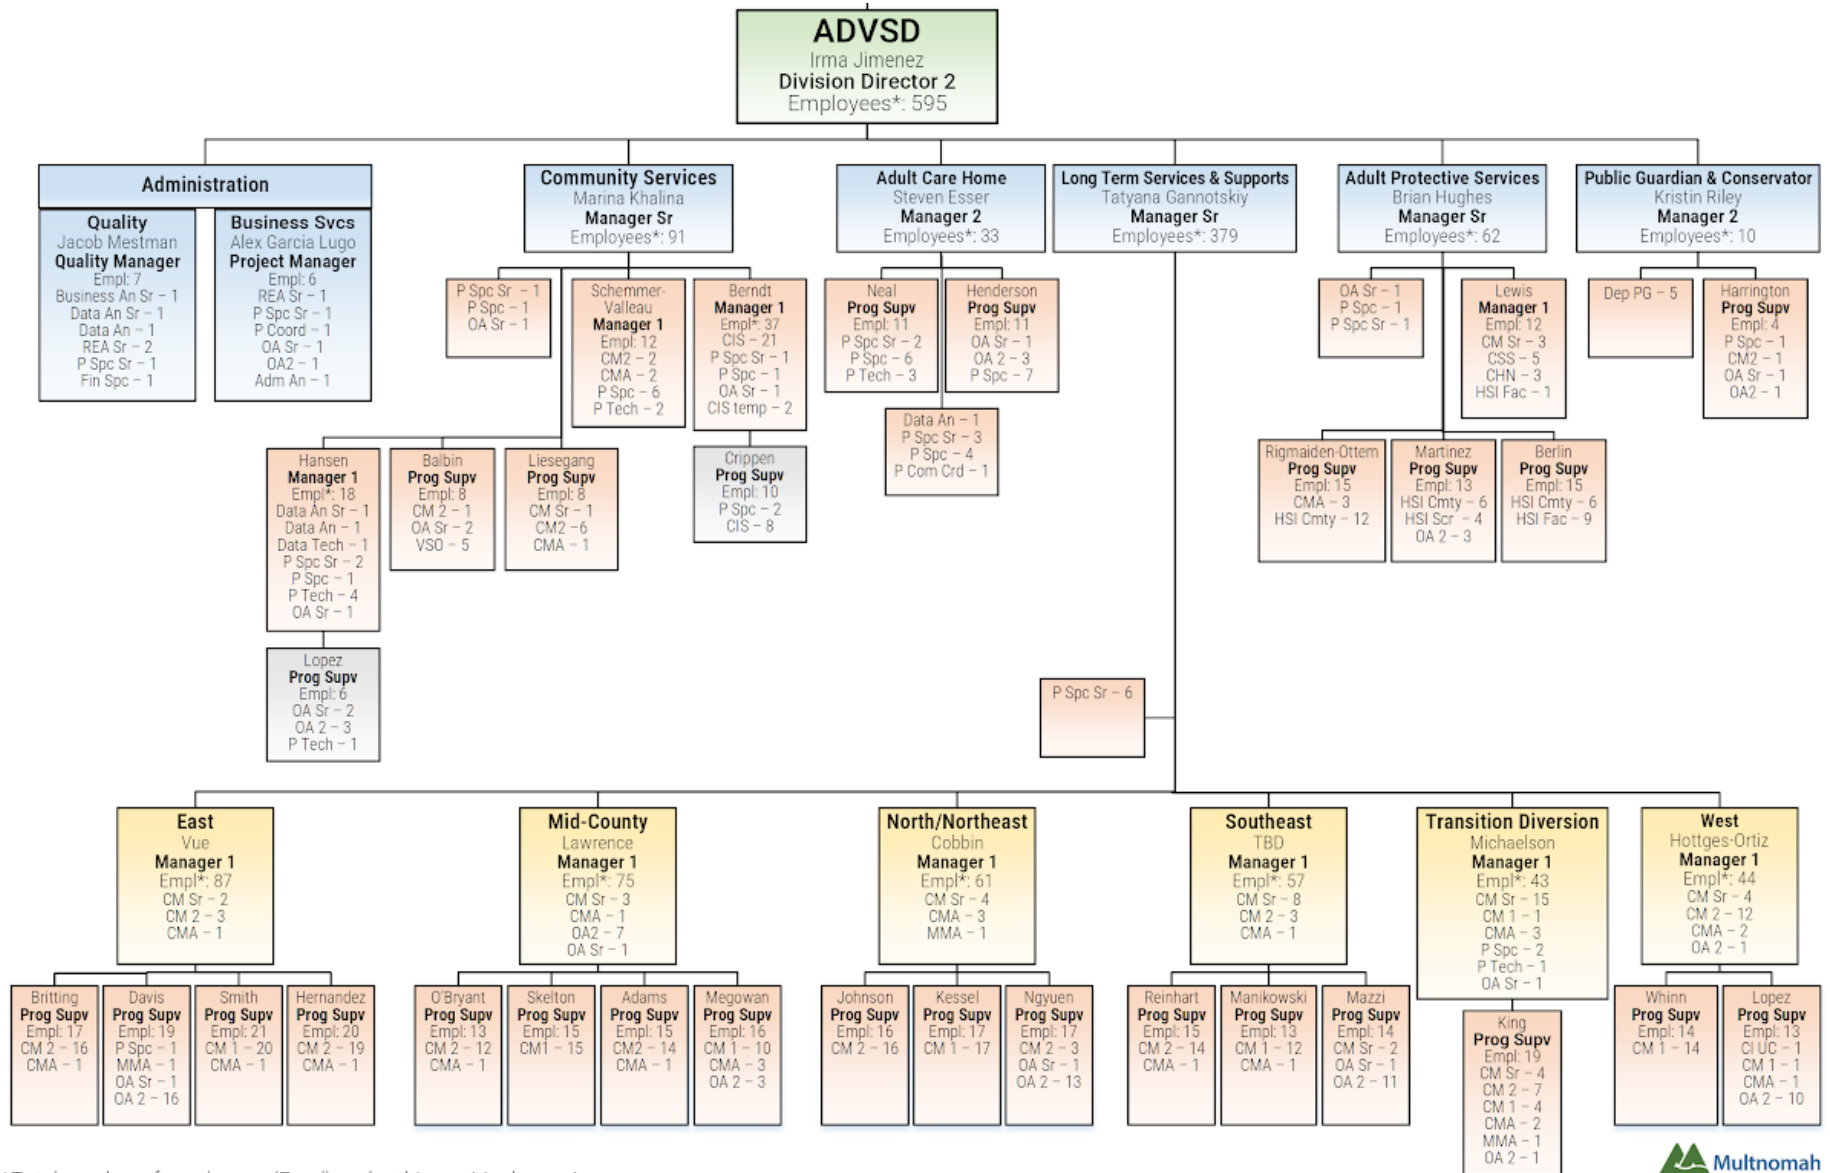 ADVSD
Irma Jimenez
Division Director 2
Employees*: 595
Administration
Quality
Jacob Mestman
Quality Manager
Empl: 7
Business An Sr – 1
Data An Sr – 1
Data An – 1
REA Sr – 2
P Spc Sr – 1
Fin Spc – 1
Business Svcs
Alex Garcia Lugo
Project Manager
Empl: 6
REA Sr – 1
P Spc Sr – 1
P Coord – 1
OA Sr – 1
OA2 – 1
Adm An – 1
Community Services
Marina Khalina
Manager Sr
Employees*: 91
P Spc Sr – 1
P Spc – 1
OA Sr – 1
Schemmer-
Valleau
Manager 1
Empl: 12
CM2 – 2
CMA – 2
P Spc – 6
P Tech – 2
Berndt
Manager 1
Empl*: 37
CIS – 21
P Spc Sr – 1
P Spc – 1
OA Sr – 1
CIS temp – 2
Crippen
Prog Supv
Empl: 10
P Spc – 2
CIS – 8
Hansen
Manager 1
Empl*: 18
Data An Sr – 1
Data An – 1
Data Tech – 1
P Spc Sr – 2
P Spc – 1
P Tech – 4
OA Sr – 1
Lopez
Prog Supv
Empl: 6
OA Sr – 2
OA 2 – 3
P Tech – 1
Balbin
Prog Supv
Empl: 8
CM 2 – 1
OA Sr – 2
VSO – 5
Liesegang
Prog Supv
Empl: 8
CM Sr – 1
CM2 –6
CMA – 1
Adult Care Home
Steven Esser
Manager 2
Employees*: 33
Neal
Prog Supv
Empl: 11
P Spc Sr – 2
P Spc – 6
P Tech – 3
Henderson
Prog Supv
Empl: 11
OA Sr – 1
OA 2 – 3
P Spc – 7
Data An – 1
P Spc Sr – 3
P Spc – 4
P Com Crd – 1
Long Term Services & Supports
Tatyana Gannotskiy
Manager Sr
Employees*: 379
P Spc Sr – 6
Adult Protective Services
Brian Hughes
Manager Sr
Employees*: 62
OA Sr – 1
P Spc – 1
P Spc Sr – 1
Lewis
Manager 1
Empl: 12
CM Sr – 3
CSS – 5
CHN – 3
HSI Fac – 1
Rigmaiden-Ottem
Prog Supv
Empl: 15
CMA – 3
HSI Cmty – 12
Martinez
Prog Supv
Empl: 13
HSI Cmty – 6
HSI Scr – 4
OA 2 – 3
Berlin
Prog Supv
Empl: 15
HSI Cmty – 6
HSI Fac – 9
Public Guardian & Conservator
Kristin Riley
Manager 2
Employees*: 10
Dep PG – 5
Harrington
Prog Supv
Empl: 4
P Spc – 1
CM2 – 1
OA Sr – 1
OA2 – 1
East
Vue
Manager 1
Empl*: 87
CM Sr – 2
CM 2 – 3
CMA – 1
Britting
Prog Supv
Empl: 17
CM 2 – 16
CMA – 1
Davis
Prog Supv
Empl: 19
P Spc – 1
MMA – 1
OA Sr – 1
OA 2 – 16
Smith
Prog Supv
Empl: 21
CM 1 – 20
CMA – 1
Hernandez
Prog Supv
Empl: 20
CM 2 – 19
CMA – 1
Mid-County
Lawrence
Manager 1
Empl*: 75
CM Sr – 3
CMA – 1
OA2 – 7
OA Sr – 1
O'Bryant
Prog Supv
Empl: 13
CM 2 – 12
CMA – 1
Skelton
Prog Supv
Empl: 15
CM1 – 15
Adams
Prog Supv
Empl: 15
CM2 – 14
CMA – 1
Megowan
Prog Supv
Empl: 16
CM 1 – 10
CMA – 3
OA 2 – 3
North/Northeast
Cobbin
Manager 1
Empl*: 61
CM Sr – 4
CMA – 3
MMA – 1
Johnson
Prog Supv
Empl: 16
CM 2 – 16
Kessel
Prog Supv
Empl: 17
CM 1 – 17
Ngyuen
Prog Supv
Empl: 17
CM 2 – 3
OA Sr – 1
OA 2 – 13
Southeast
TBD
Manager 1
Empl*: 57
CM Sr – 8
CM 2 – 3
CMA – 1
Reinhart
Prog Supv
Empl: 15
CM 2 – 14
CMA – 1
Manikowski
Prog Supv
Empl: 13
CM 1 – 12
CMA – 1
Mazzi
Prog Supv
Empl: 14
CM Sr – 2
OA Sr – 1
OA 2 – 11
Transition Diversion
Michaelson
Manager 1
Empl*: 43
CM Sr – 15
CM 1 – 1
CMA – 3
P Spc – 2
P Tech – 1
OA Sr – 1
King
Prog Supv
Empl: 19
CM Sr – 4
CM 2 – 7
CM 1 – 4
CMA – 2
MMA – 1
OA 2 – 1
West
Hottges-Ortiz
Manager 1
Empl*: 44
CM Sr – 4
CM 2 – 12
CMA – 2
OA 2 – 1
Whinn
Prog Supv
Empl: 14
CM 1 – 14
Lopez
Prog Supv
Empl: 13
CI UC – 1
CM 1 – 1
CMA – 1
OA 2 – 10
Multnomah